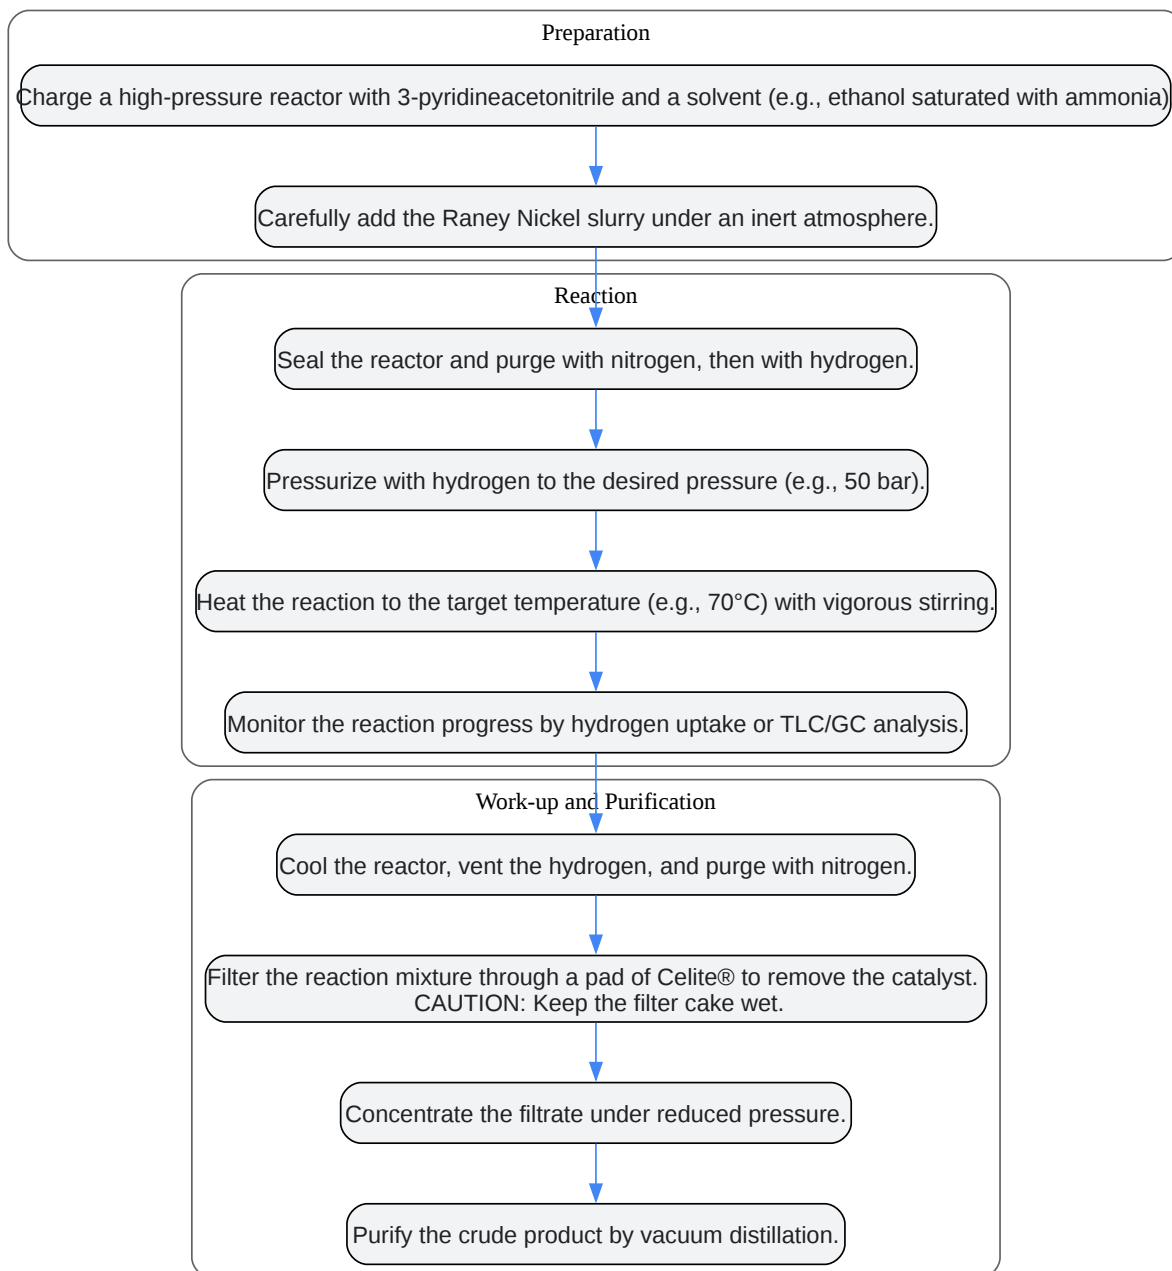 Preparation
Charge a high-pressure reactor with 3-pyridineacetonitrile and a solvent (e.g., ethanol saturated with ammonia)
Carefully add the Raney Nickel slurry under an inert atmosphere.
Reaction
Seal the reactor and purge with nitrogen, then with hydrogen.
Pressurize with hydrogen to the desired pressure (e.g., 50 bar).
Heat the reaction to the target temperature (e.g., 70°C) with vigorous stirring.
Monitor the reaction progress by hydrogen uptake or TLC/GC analysis.
Work-up and Purification
Cool the reactor, vent the hydrogen, and purge with nitrogen.
Filter the reaction mixture through a pad of Celite® to remove the catalyst.
CAUTION: Keep the filter cake wet.
Concentrate the filtrate under reduced pressure.
Purify the crude product by vacuum distillation.